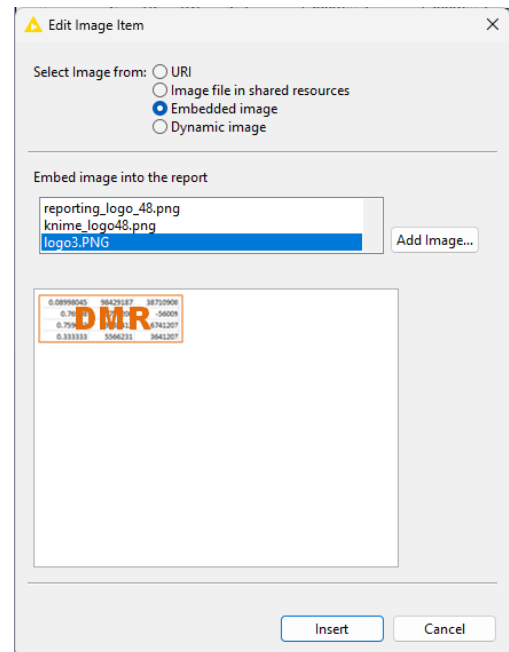 Edit Image Item
Select Image from: URI
Image file in shared resources
Embedded image
Dynamic image
Embed image into the report
reporting_logo_48.png
knime_logo48.png
logo3.PNG
Add Image...
0.08998045 98429187 38710906
-56009
DMR
6741207
0.333333 5566231 3641207
Insert Cancel